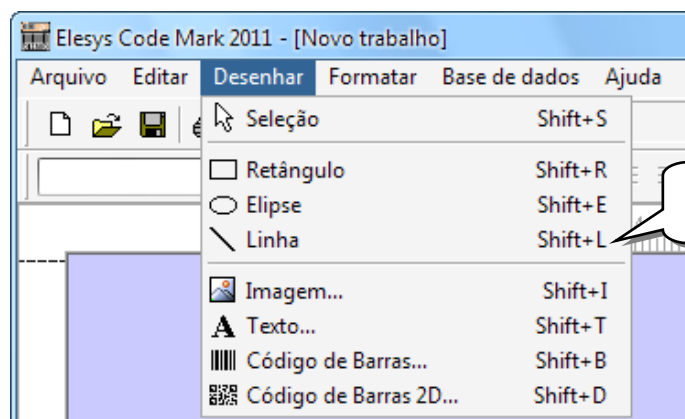 Elesys Code Mark 2011 - [Novo trabalho]
Arquivo Editar Desenhar Formatar Base de dados Ajuda
Seleção Shift+S
Retângulo Shift+R
Elipse Shift+E
Linha Shift+L
Imagem... Shift+I
Texto... Shift+T
Código de Barras... Shift+B
Código de Barras 2D... Shift+D